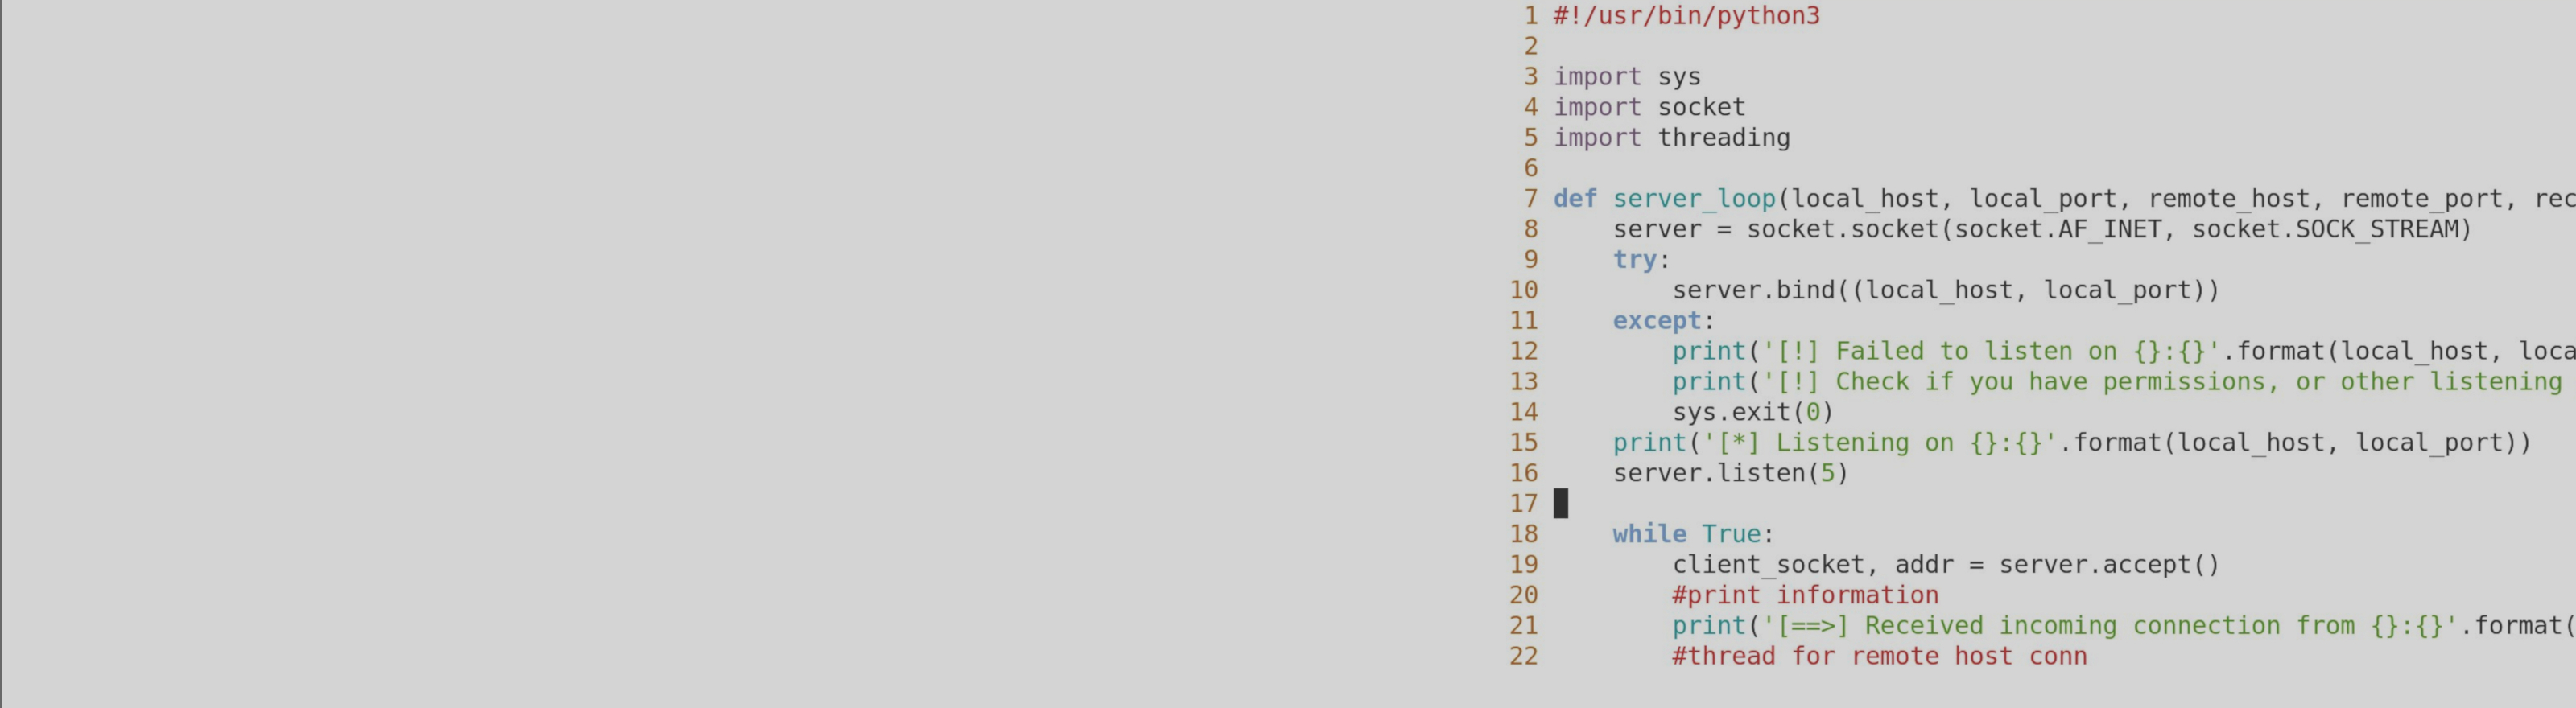 1 #!/usr/bin/python3
2
3 import sys
4 import socket
5 import threading
6
7 def server_loop(local_host, local_port, remote_host, remote_port, rec
8     server = socket.socket(socket.AF_INET, socket.SOCK_STREAM)
9     try:
10         server.bind((local_host, local_port))
11     except:
12         print('[!] Failed to listen on {}:{}'.format(local_host, loca
13         print('[!] Check if you have permissions, or other listening
14         sys.exit(0)
15     print('[*] Listening on {}:{}'.format(local_host, local_port))
16     server.listen(5)
17
18     while True:
19         client_socket, addr = server.accept()
20         #print information
21         print('[==>] Received incoming connection from {}:{}'.format(
22         #thread for remote host conn